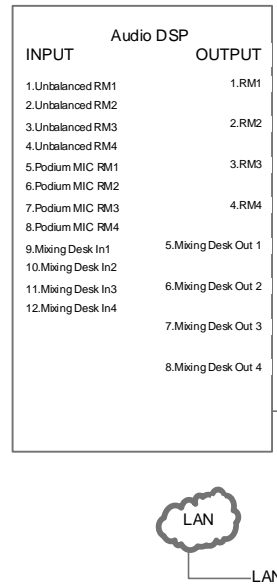 Audio DSP
INPUT
OUTPUT
1.Unbalanced RM1
2.Unbalanced RM2
3.Unbalanced RM3
4.Unbalanced RM4
5.Podium MIC RM1
6.Podium MIC RM2
7.Podium MIC RM3
8.Podium MIC RM4
9.Mixing Desk In1
10.Mixing Desk In2
11.Mixing Desk In3
12.Mixing Desk In4
1.RM1
2.RM2
3.RM3
4.RM4
5.Mixing Desk Out 1
6.Mixing Desk Out 2
7.Mixing Desk Out 3
8.Mixing Desk Out 4
LAN
LAN